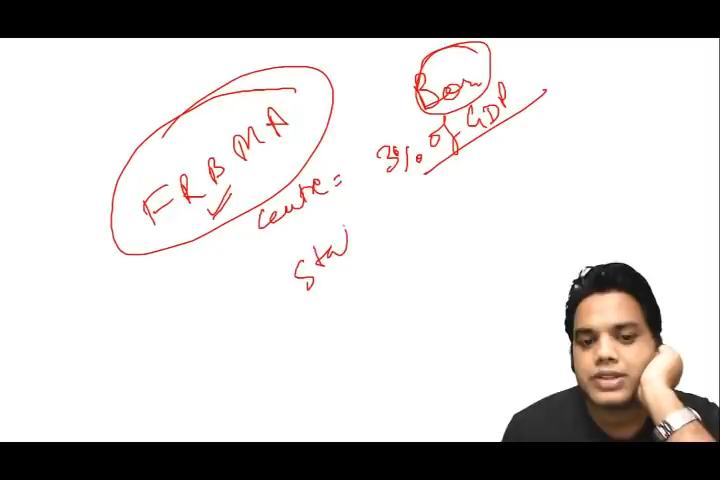 FRBMA
Borr
3% of GDP
Centre =
Sta